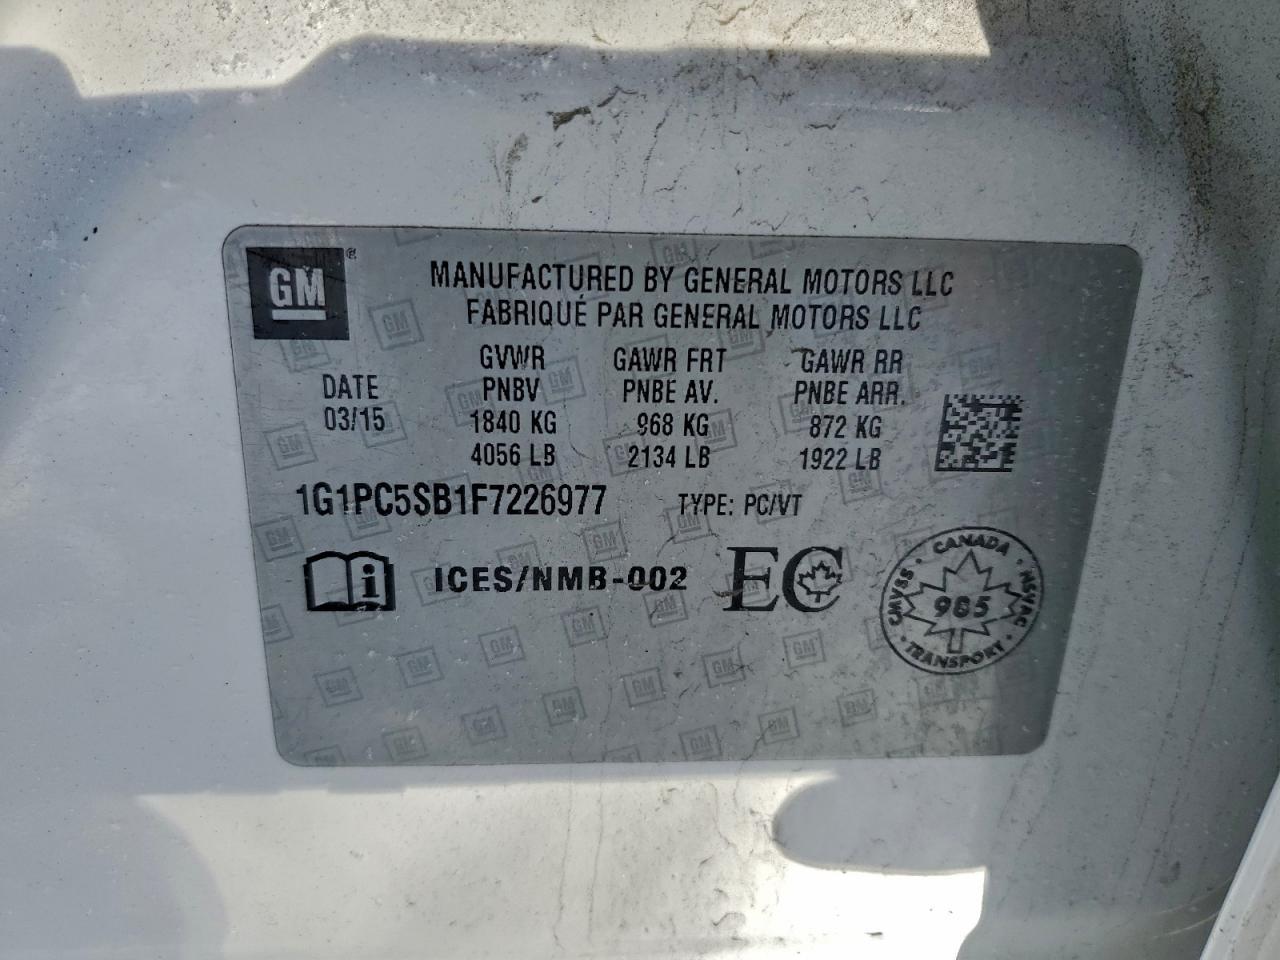 GM®
MANUFACTURED BY GENERAL MOTORS LLC
FABRIQUÉ PAR GENERAL MOTORS LLC
DATE
03/15
GVWR
PNBV
1840 KG
4056 LB
GAWR FRT
PNBE AV.
968 KG
2134 LB
GAWR RR
PNBE ARR.
872 KG
1922 LB
1G1PC5SB1F7226977 TYPE: PC/VT
i ICES/NMB-002 EC
CANADA
CMVSS · NSVAC
985
TRANSPORT